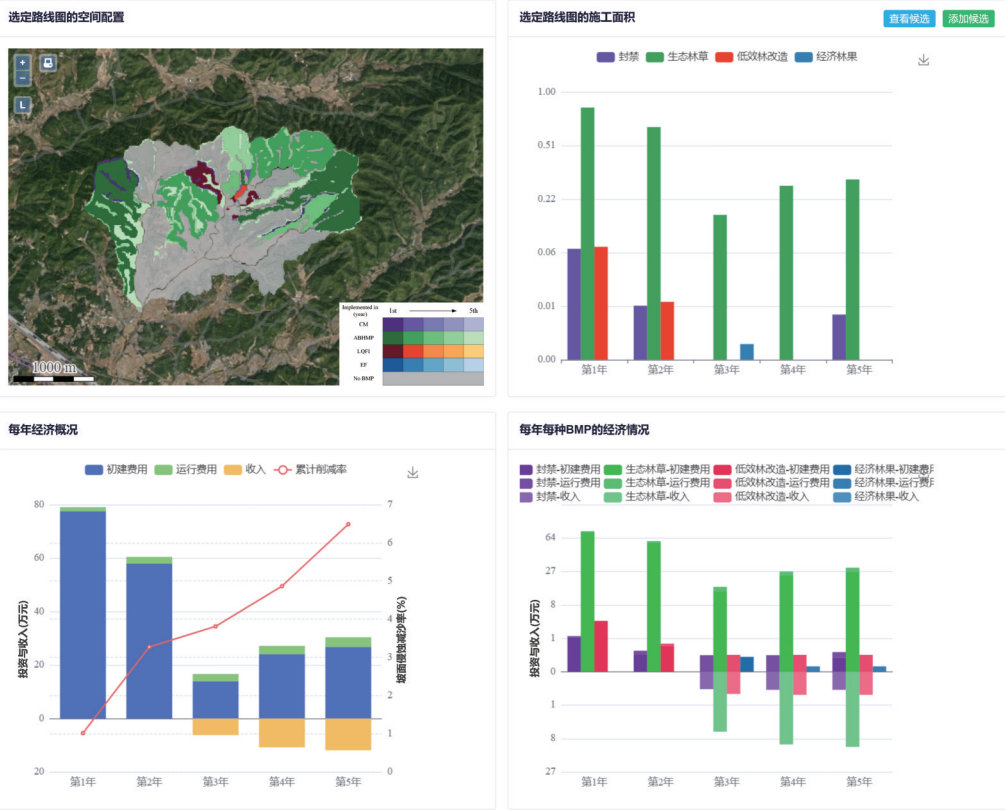 选定路线图的空间配置
+
−
L
1000 m
Implemented in (year) 1st 5th
CM
ABHMP
LQFI
EF
No BMP
选定路线图的施工面积 查看候选 添加候选
封禁 生态林草 低效林改造 经济林果
1.00
0.51
0.22
0.06
0.01
0.00
第1年 第2年 第3年 第4年 第5年
每年经济概况
初建费用 运行费用 收入 累计削减率
投资与收入(万元)
80
60
40
20
0
20
7
6
5
4
3
2
1
0
坡面侵蚀减沙率(%)
第1年 第2年 第3年 第4年 第5年
每年每种BMP的经济情况
封禁-初建费用 生态林草-初建费用 低效林改造-初建费用 经济林果-初建费用
封禁-运行费用 生态林草-运行费用 低效林改造-运行费用 经济林果-运行费用
封禁-收入 生态林草-收入 低效林改造-收入 经济林果-收入
投资与收入(万元)
64
27
8
1
0
1
8
27
第1年 第2年 第3年 第4年 第5年